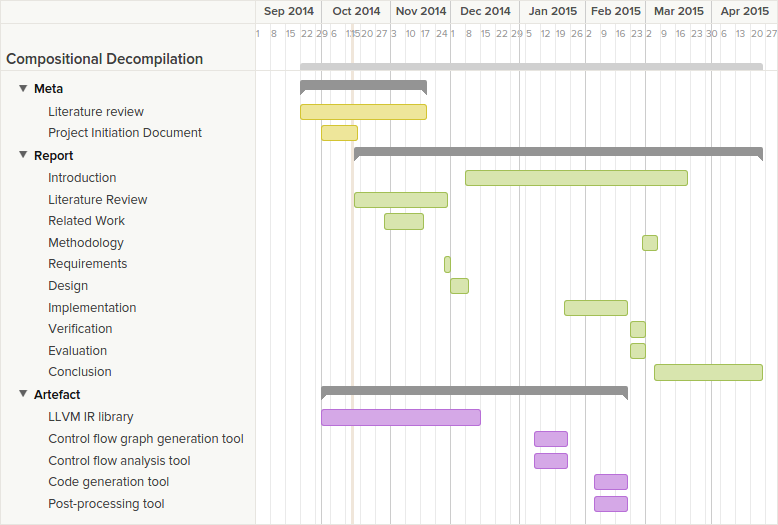 Sep 2014 Oct 2014 Nov 2014 Dec 2014 Jan 2015 Feb 2015 Mar 2015 Apr 2015
1 8 15 22 29 6 1 15 20 27 3 10 17 24 1 8 15 22 29 5 12 19 26 2 9 16 23 2 9 16 23 30 6 13 20 27
Compositional Decompilation
Meta
Literature review
Project Initiation Document
Report
Introduction
Literature Review
Related Work
Methodology
Requirements
Design
Implementation
Verification
Evaluation
Conclusion
Artefact
LLVM IR library
Control flow graph generation tool
Control flow analysis tool
Code generation tool
Post-processing tool